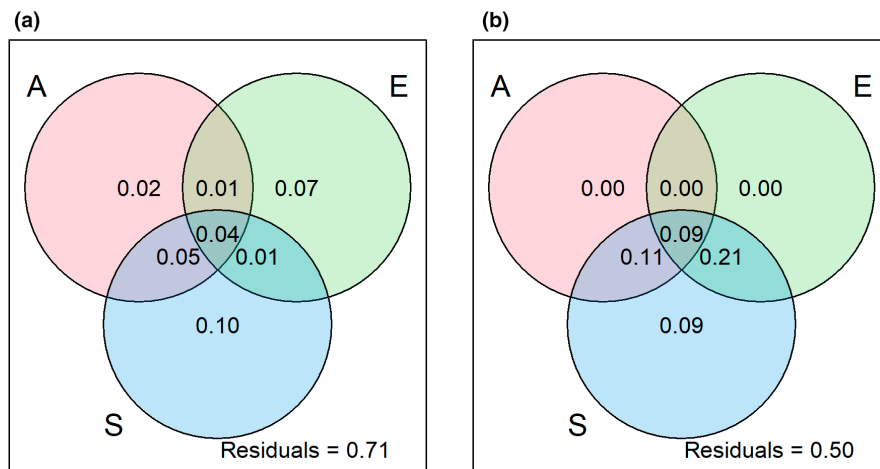 (a)
A
E
0.02 0.01 0.07
0.04
0.05 0.01
0.10
S
Residuals = 0.71
(b)
A
E
0.00 0.00 0.00
0.09
0.11 0.21
0.09
S
Residuals = 0.50